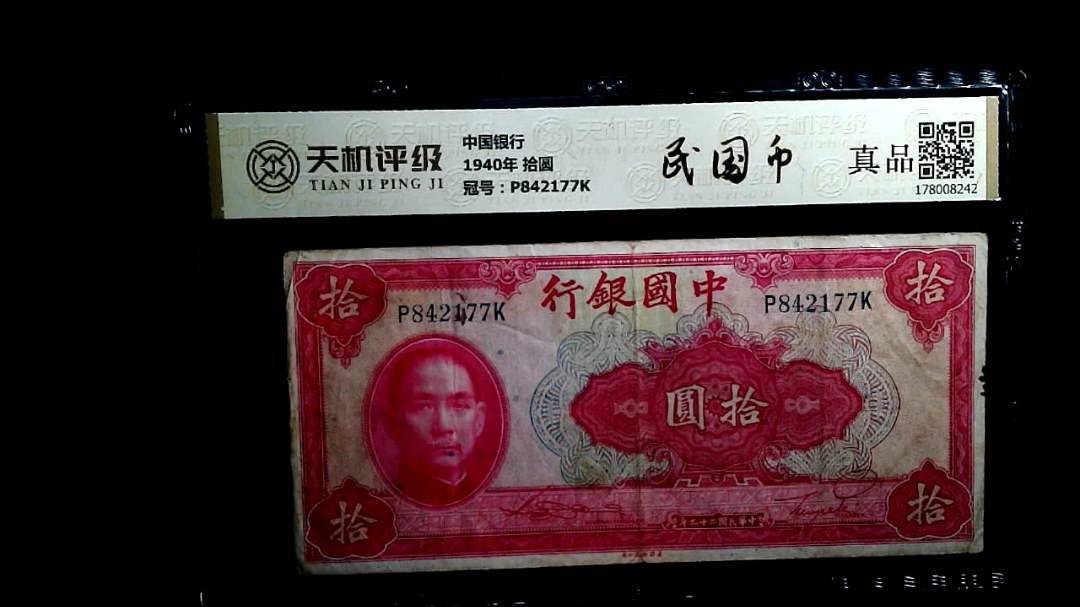 天机评级
TIAN JI PING JI
中国银行
1940年 拾圆
冠号：P842177K
民国币
真品
178008242
拾
行銀國中
拾
P842177K
P842177K
圓拾
拾
拾